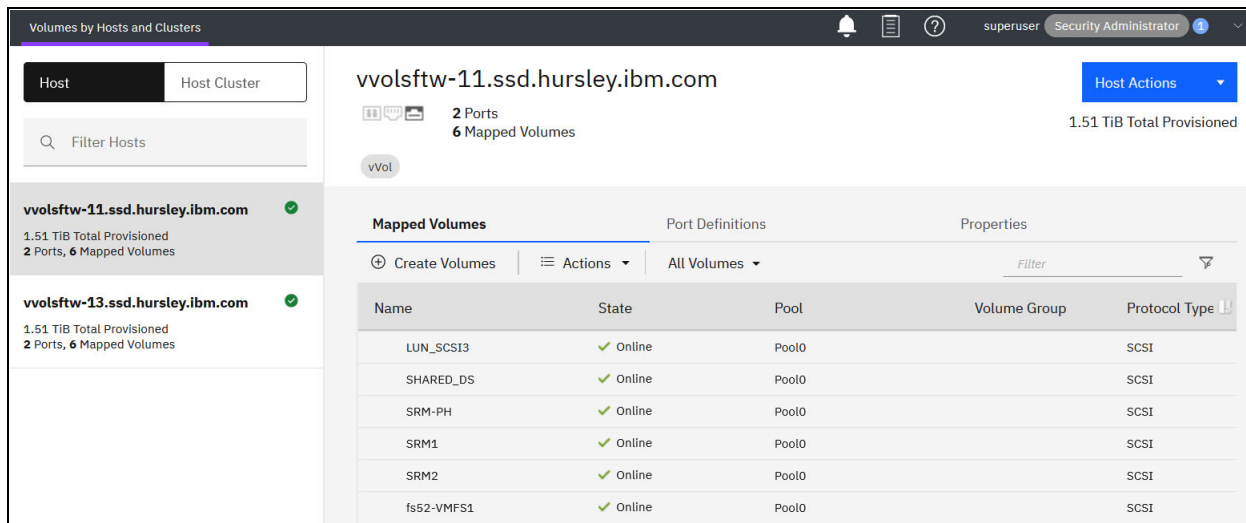 Volumes by Hosts and Clusters
superuser Security Administrator 1
Host Host Cluster
Filter Hosts
vvolsftw-11.ssd.hursley.ibm.com
1.51 TiB Total Provisioned
2 Ports, 6 Mapped Volumes
vvolsftw-13.ssd.hursley.ibm.com
1.51 TiB Total Provisioned
2 Ports, 6 Mapped Volumes
vvolsftw-11.ssd.hursley.ibm.com
2 Ports
6 Mapped Volumes
vVol
Host Actions
1.51 TiB Total Provisioned
Mapped Volumes Port Definitions Properties
Create Volumes Actions All Volumes Filter
Name State Pool Volume Group Protocol Type
LUN_SCSI3 Online Pool0 SCSI
SHARED_DS Online Pool0 SCSI
SRM-PH Online Pool0 SCSI
SRM1 Online Pool0 SCSI
SRM2 Online Pool0 SCSI
fs52-VMFS1 Online Pool0 SCSI